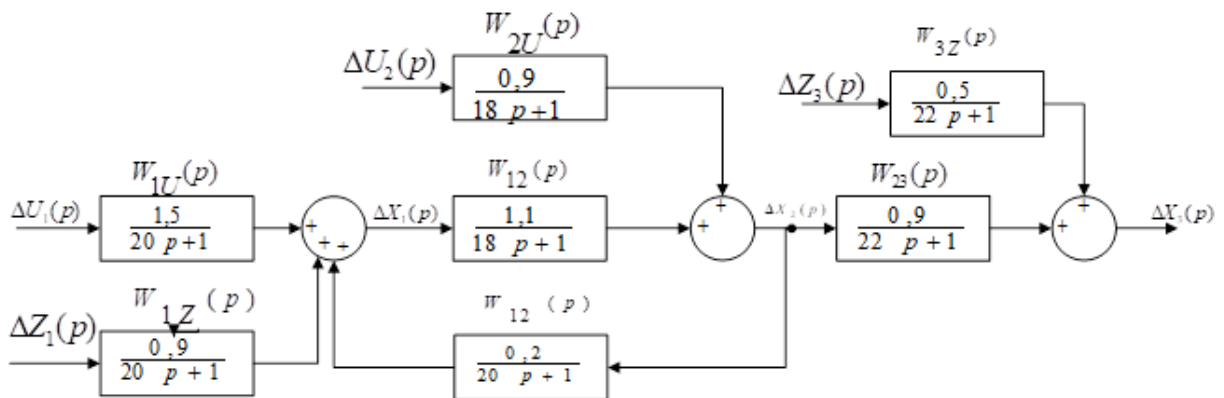 W2U(p)
ΔU2(p)
0,9
18 p+1
W3Z(p)
ΔZ3(p)
0,5
22 p+1
W1U(p)
ΔU1(p)
1,5
20 p+1
+
+ +
ΔX1(p)
W12(p)
1,1
18 p+1
+
+
ΔX2(p)
W23(p)
0,9
22 p+1
+
+
ΔX3(p)
W1Z(p)
ΔZ1(p)
0,9
20 p+1
W12 (p)
0,2
20 p+1